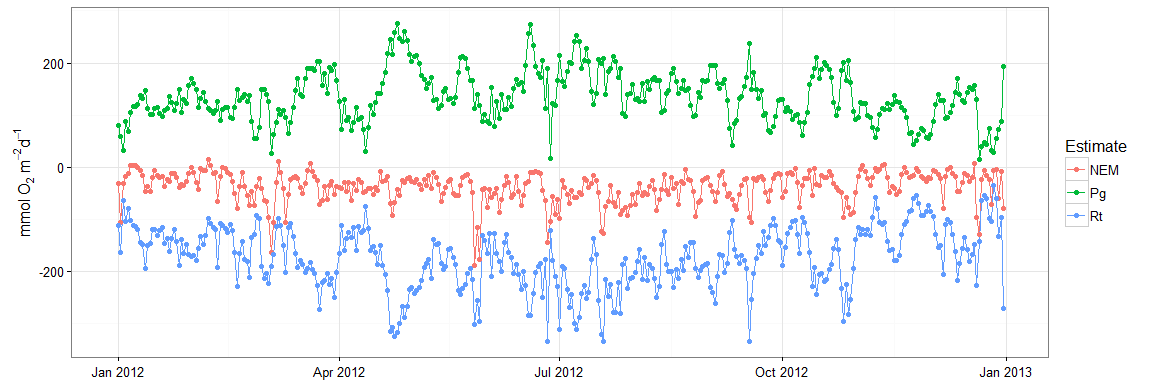 mmol O₂ m⁻² d⁻¹
200
0
-200
Jan 2012
Apr 2012
Jul 2012
Oct 2012
Jan 2013
Estimate
NEM
Pg
Rt